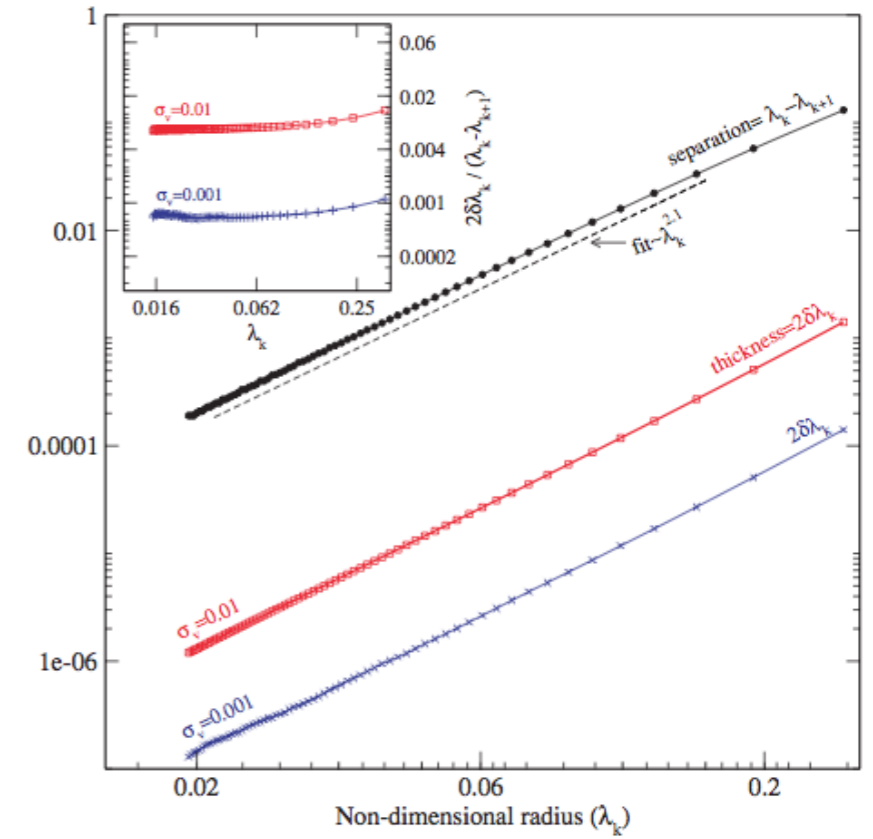 1
0.01
0.0001
1e-06
0.02
0.06
0.2
Non-dimensional radius (λₖ)
separation= λₖ−λₖ₊₁
fit~λₖ^2.1
thickness=2δλₖ
2δλₖ
σᵥ=0.01
σᵥ=0.001
σᵥ=0.01
σᵥ=0.001
0.06
0.02
0.004
0.001
0.0002
2δλₖ / (λₖ-λₖ₊₁)
0.016
0.062
0.25
λₖ